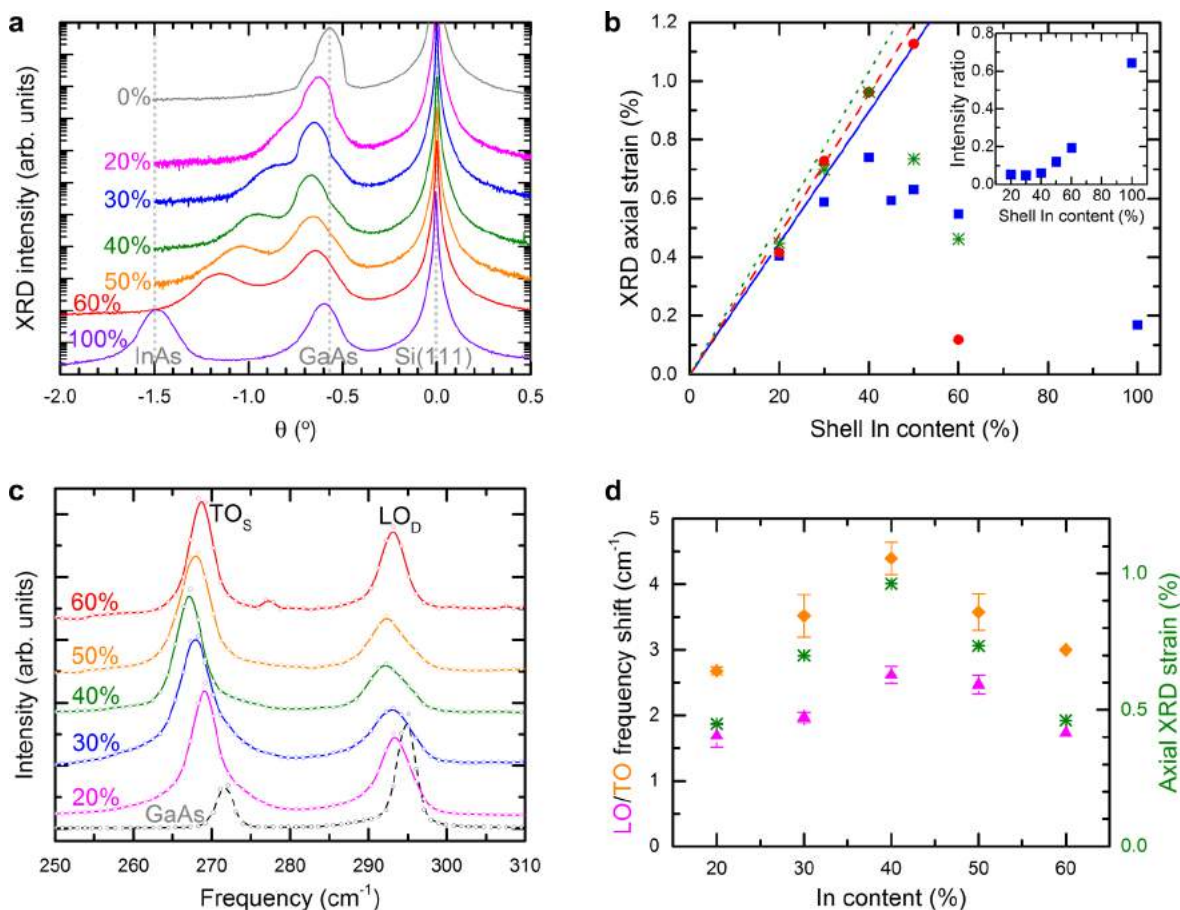 a
XRD intensity (arb. units)
0%
20%
30%
40%
50%
60%
100%
InAs
GaAs
Si(111)
-2.0 -1.5 -1.0 -0.5 0.0 0.5
θ (°)
b
XRD axial strain (%)
1.2
1.0
0.8
0.6
0.4
0.2
0.0
0 20 40 60 80 100
Shell In content (%)
Intensity ratio
0.8
0.6
0.4
0.2
0.0
20 40 60 80 100
Shell In content (%)
c
Intensity (arb. units)
TOS
LOD
60%
50%
40%
30%
20%
GaAs
250 260 270 280 290 300 310
Frequency (cm⁻¹)
d
LO/TO frequency shift (cm⁻¹)
5
4
3
2
1
0
20 30 40 50 60
In content (%)
1.0
0.5
0.0
Axial XRD strain (%)